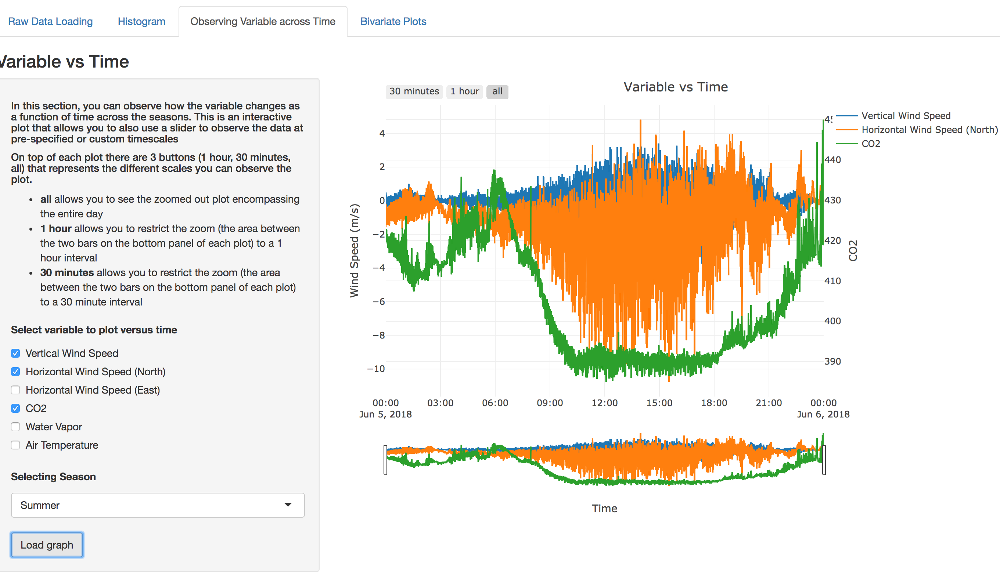 Raw Data Loading
Histogram
Observing Variable across Time
Bivariate Plots
Variable vs Time
In this section, you can observe how the variable changes as
a function of time across the seasons. This is an interactive
plot that allows you to also use a slider to observe the data at
pre-specified or custom timescales
On top of each plot there are 3 buttons (1 hour, 30 minutes,
all) that represents the different scales you can observe the
plot.
• all allows you to see the zoomed out plot encompassing
the entire day
• 1 hour allows you to restrict the zoom (the area between
the two bars on the bottom panel of each plot) to a 1
hour interval
• 30 minutes allows you to restrict the zoom (the area
between the two bars on the bottom panel of each plot)
to a 30 minute interval
Select variable to plot versus time
Vertical Wind Speed
Horizontal Wind Speed (North)
Horizontal Wind Speed (East)
CO2
Water Vapor
Air Temperature
Selecting Season
Summer
Load graph
30 minutes 1 hour all
Variable vs Time
Vertical Wind Speed
Horizontal Wind Speed (North)
CO2
Wind Speed (m/s)
4
2
0
−2
−4
−6
−8
−10
440
430
420
410
400
390
CO2
00:00 03:00 06:00 09:00 12:00 15:00 18:00 21:00 00:00
Jun 5, 2018 Jun 6, 2018
Time